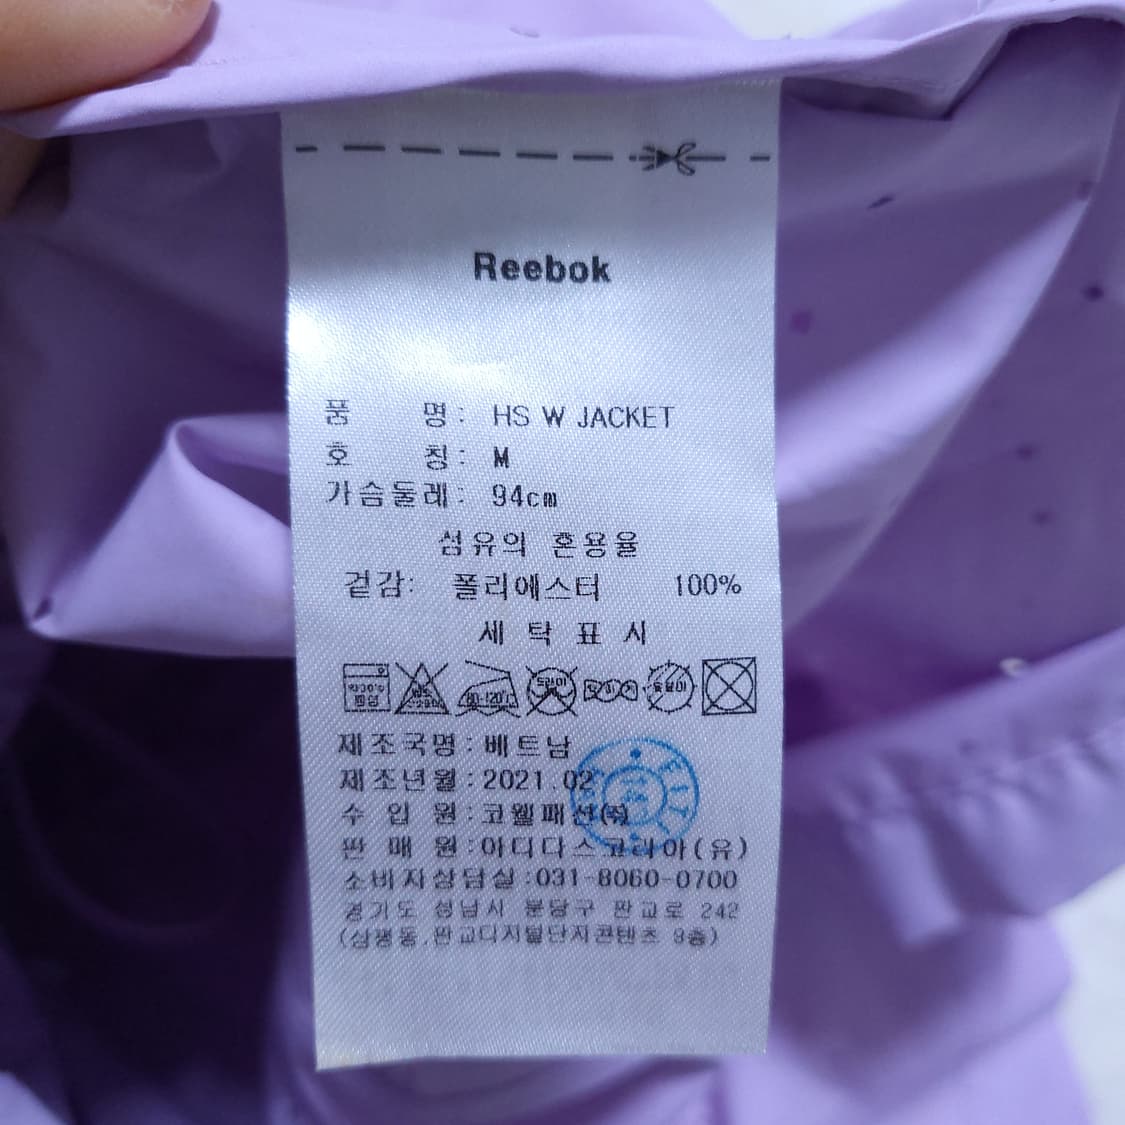 Reebok
품 명: HS W JACKET
호 칭: M
가슴둘레: 94cm
섬유의 혼용율
겉감: 폴리에스터 100%
세 탁 표 시
드라이
제조국명:베트남
제조년월:2021.02
수 입 원:코웰패션(주)
판 매 원:아디다스코리아(유)
소비자상담실:031-8060-0700
경기도 성남시 분당구 판교로 242
(삼평동,판교디지털단지콘텐츠 9층)